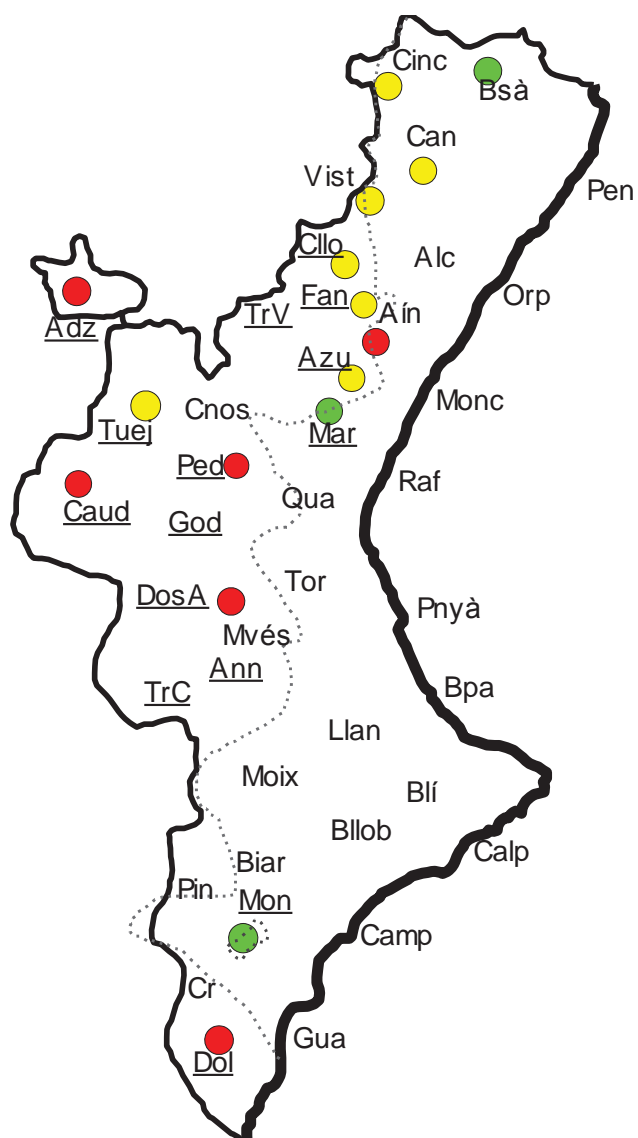 Cinc
Bsà
Can
Vist
Pen
Cllo
Alc
Fan
Orp
TrV
Aín
Adz
Azu
Monc
Cnos
Tuej
Mar
Ped
Qua
Raf
Caud
God
Tor
DosA
Pnyà
Mvés
Ann
TrC
Bpa
Llan
Moix
Blí
Bllob
Biar
Calp
Pin
Mon
Camp
Cr
Gua
Dol